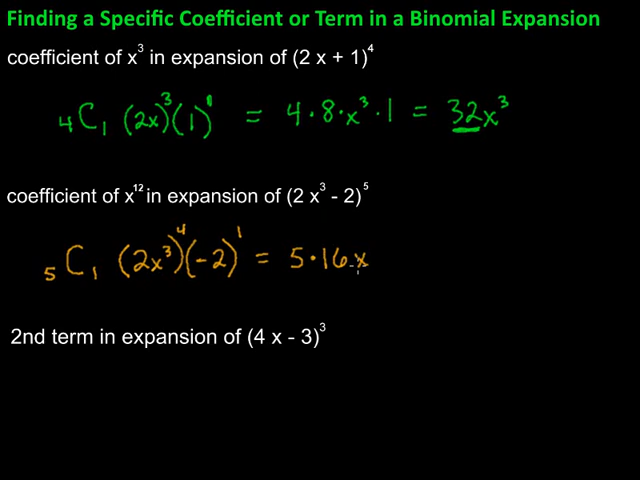 Finding a Specific Coefficient or Term in a Binomial Expansion
coefficient of x³ in expansion of (2 x + 1)⁴
₄C₁ (2x)³(1)¹ = 4 · 8 · x³ · 1 = 32x³
coefficient of x¹² in expansion of (2 x³ - 2)⁵
₅C₁ (2x³)⁴(-2)¹ = 5 · 16 · x
2nd term in expansion of (4 x - 3)³